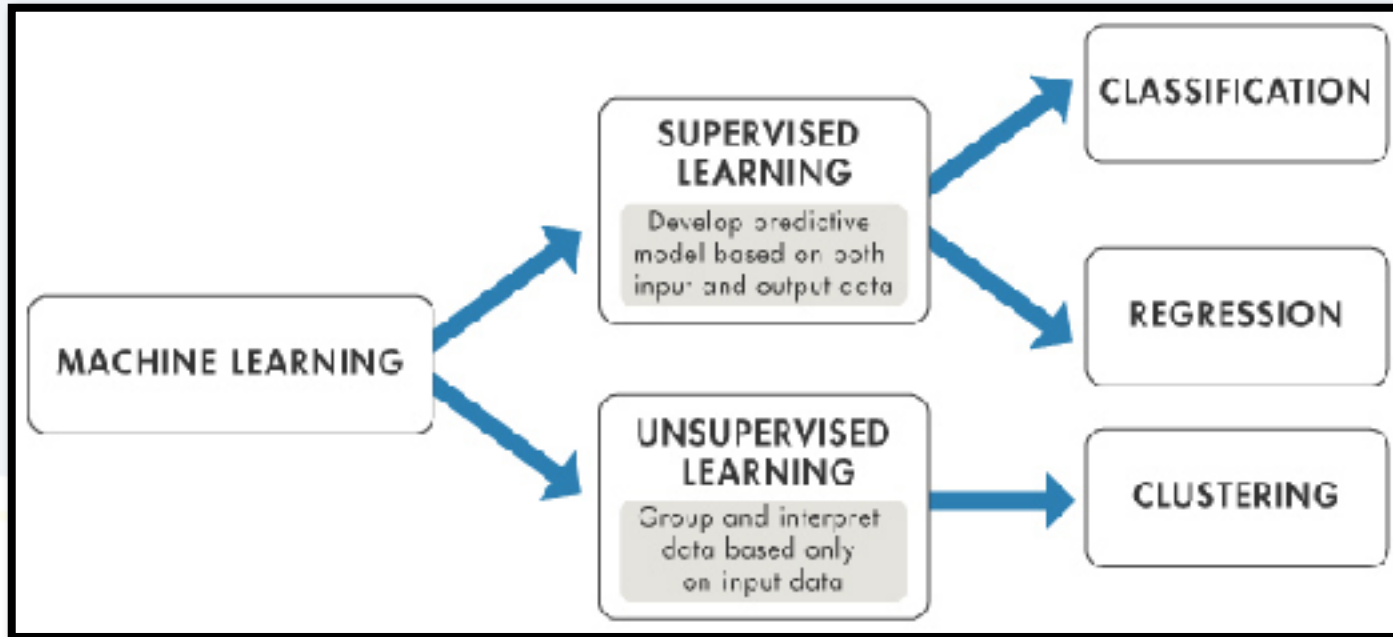 MACHINE LEARNING
SUPERVISED
LEARNING
Develop predictive
model based on both
input and output data
UNSUPERVISED
LEARNING
Group and interpret
data based only
on input data
CLASSIFICATION
REGRESSION
CLUSTERING